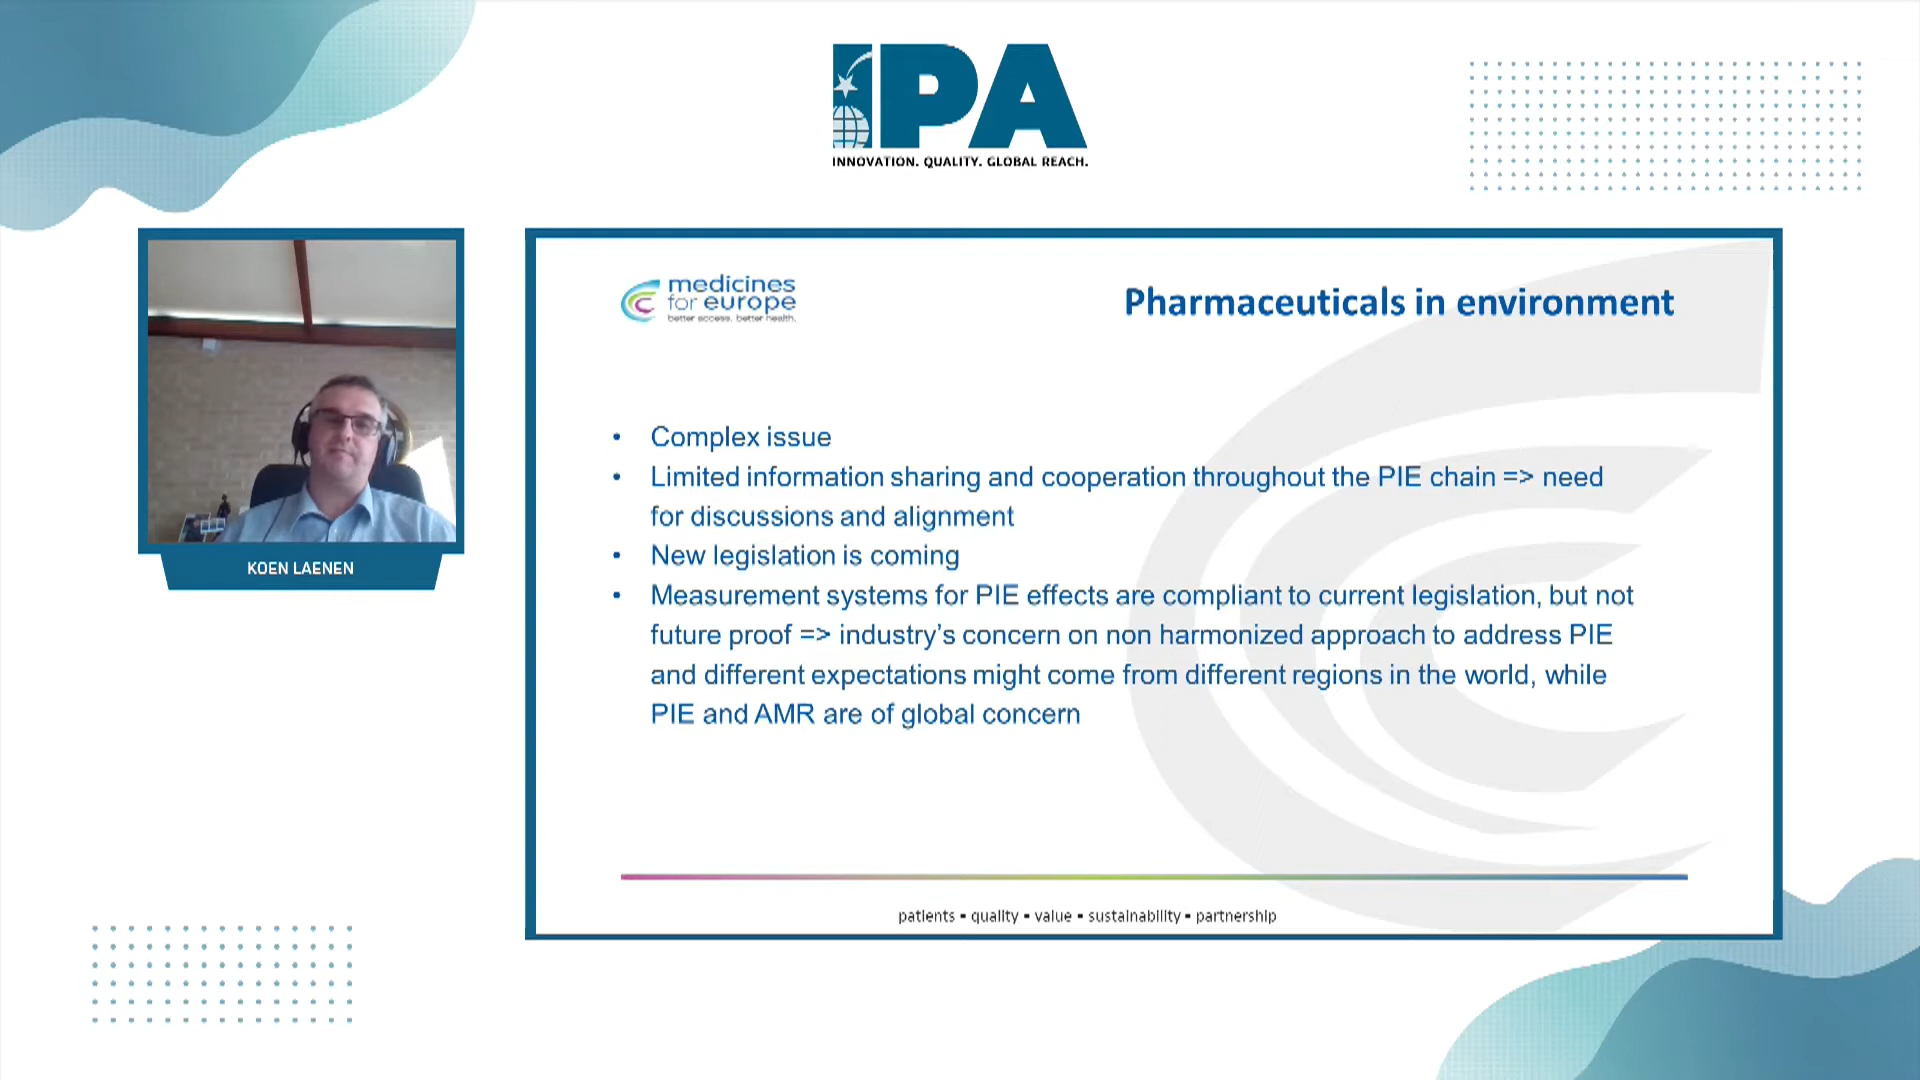 IPA
INNOVATION. QUALITY. GLOBAL REACH.
KOEN LAENEN
medicines
for europe
better access. better health.
Pharmaceuticals in environment
• Complex issue
• Limited information sharing and cooperation throughout the PIE chain => need
for discussions and alignment
• New legislation is coming
• Measurement systems for PIE effects are compliant to current legislation, but not
future proof => industry's concern on non harmonized approach to address PIE
and different expectations might come from different regions in the world, while
PIE and AMR are of global concern
patients ▪ quality ▪ value ▪ sustainability ▪ partnership